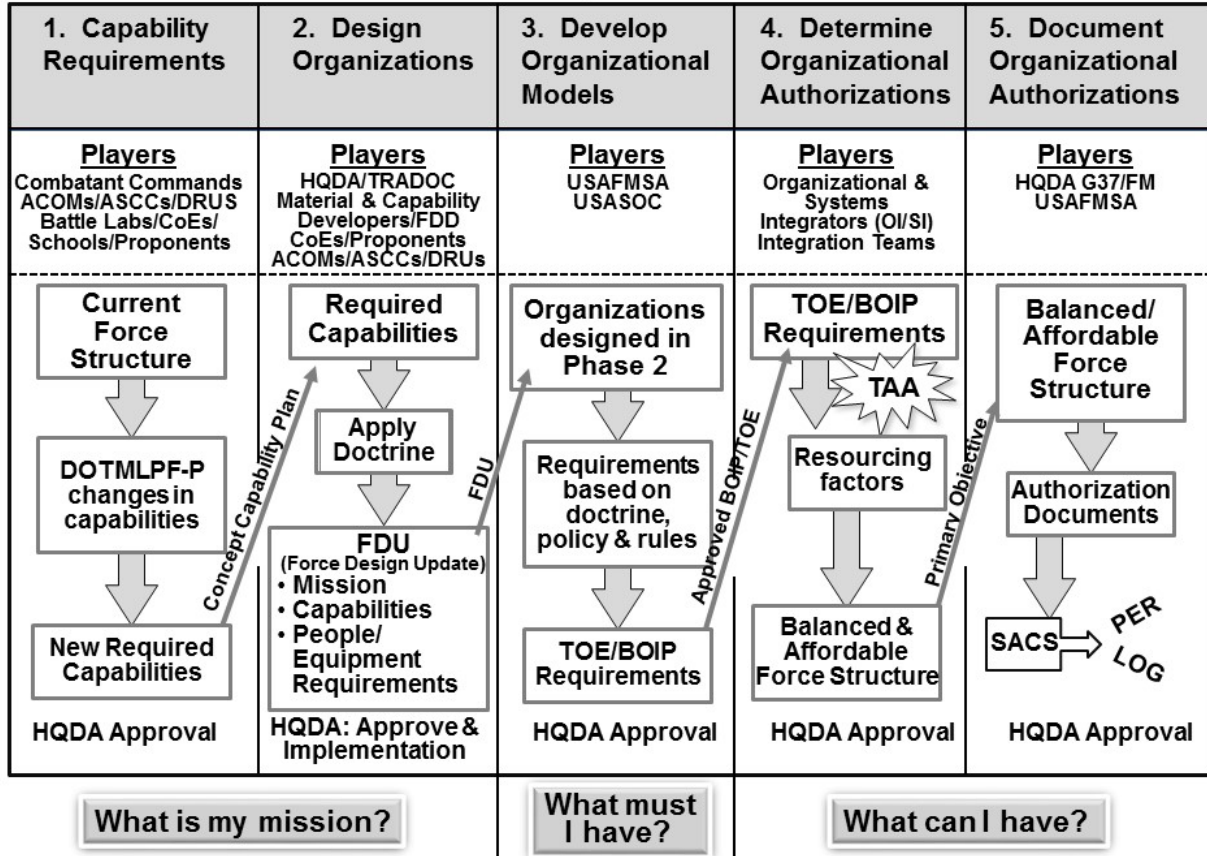 1. Capability
Requirements
2. Design
Organizations
3. Develop
Organizational
Models
4. Determine
Organizational
Authorizations
5. Document
Organizational
Authorizations
Players
Combatant Commands
ACOMs/ASCCs/DRUS
Battle Labs/CoEs/
Schools/Proponents
Players
HQDA/TRADOC
Material & Capability
Developers/FDD
CoEs/Proponents
ACOMs/ASCCs/DRUs
Players
USAFMSA
USASOC
Players
Organizational &
Systems
Integrators (OI/SI)
Integration Teams
Players
HQDA G37/FM
USAFMSA
Current
Force
Structure
DOTMLPF-P
changes in
capabilities
New Required
Capabilities
HQDA Approval
Concept Capability Plan
Required
Capabilities
Apply
Doctrine
FDU
(Force Design Update)
• Mission
• Capabilities
• People/
Equipment
Requirements
HQDA: Approve &
Implementation
FDU
Organizations
designed in
Phase 2
Requirements
based on
doctrine,
policy & rules
TOE/BOIP
Requirements
HQDA Approval
Approved BOIP/TOE
TOE/BOIP
Requirements
TAA
Resourcing
factors
Balanced &
Affordable
Force Structure
HQDA Approval
Primary Objective
Balanced/
Affordable
Force
Structure
Authorization
Documents
SACS
PER
LOG
HQDA Approval
What is my mission?
What must
I have?
What can I have?